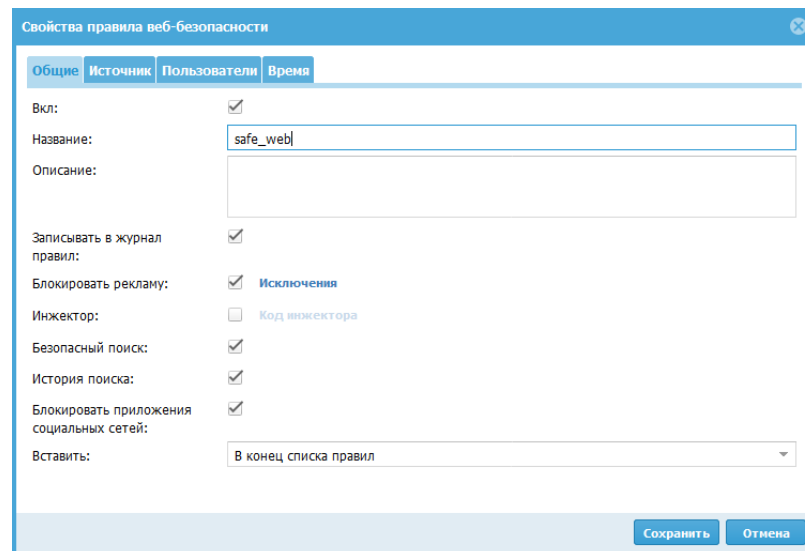 Свойства правила веб-безопасности
Общие Источник Пользователи Время
Вкл:
Название: safe_web
Описание:
Записывать в журнал
правил:
Блокировать рекламу: Исключения
Инжектор: Код инжектора
Безопасный поиск:
История поиска:
Блокировать приложения
социальных сетей:
Вставить: В конец списка правил
Сохранить Отмена